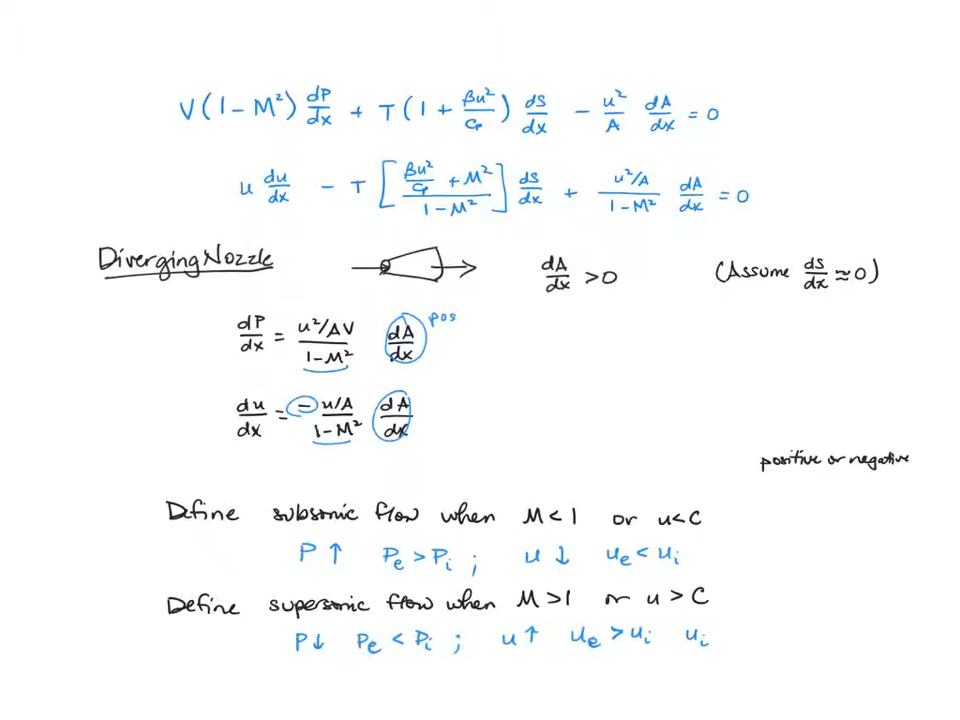 V(1-M²) dP/dx + T(1 + βu²/Cp) dS/dx - u²/A dA/dx = 0
u du/dx - T [(βu²/Cp + M²)/(1-M²)] dS/dx + (u²/A)/(1-M²) dA/dx = 0
Diverging Nozzle dA/dx > 0 (Assume dS/dx ≈ 0)
dP/dx = (u²/AV)/(1-M²) dA/dx pos
du/dx = - (u/A)/(1-M²) dA/dx
positive or negative
Define subsonic flow when M < 1 or u < C
P ↑ Pe > Pi ; u ↓ ue < ui
Define supersonic flow when M > 1 or u > C
P ↓ Pe < Pi ; u ↑ ue > ui ui